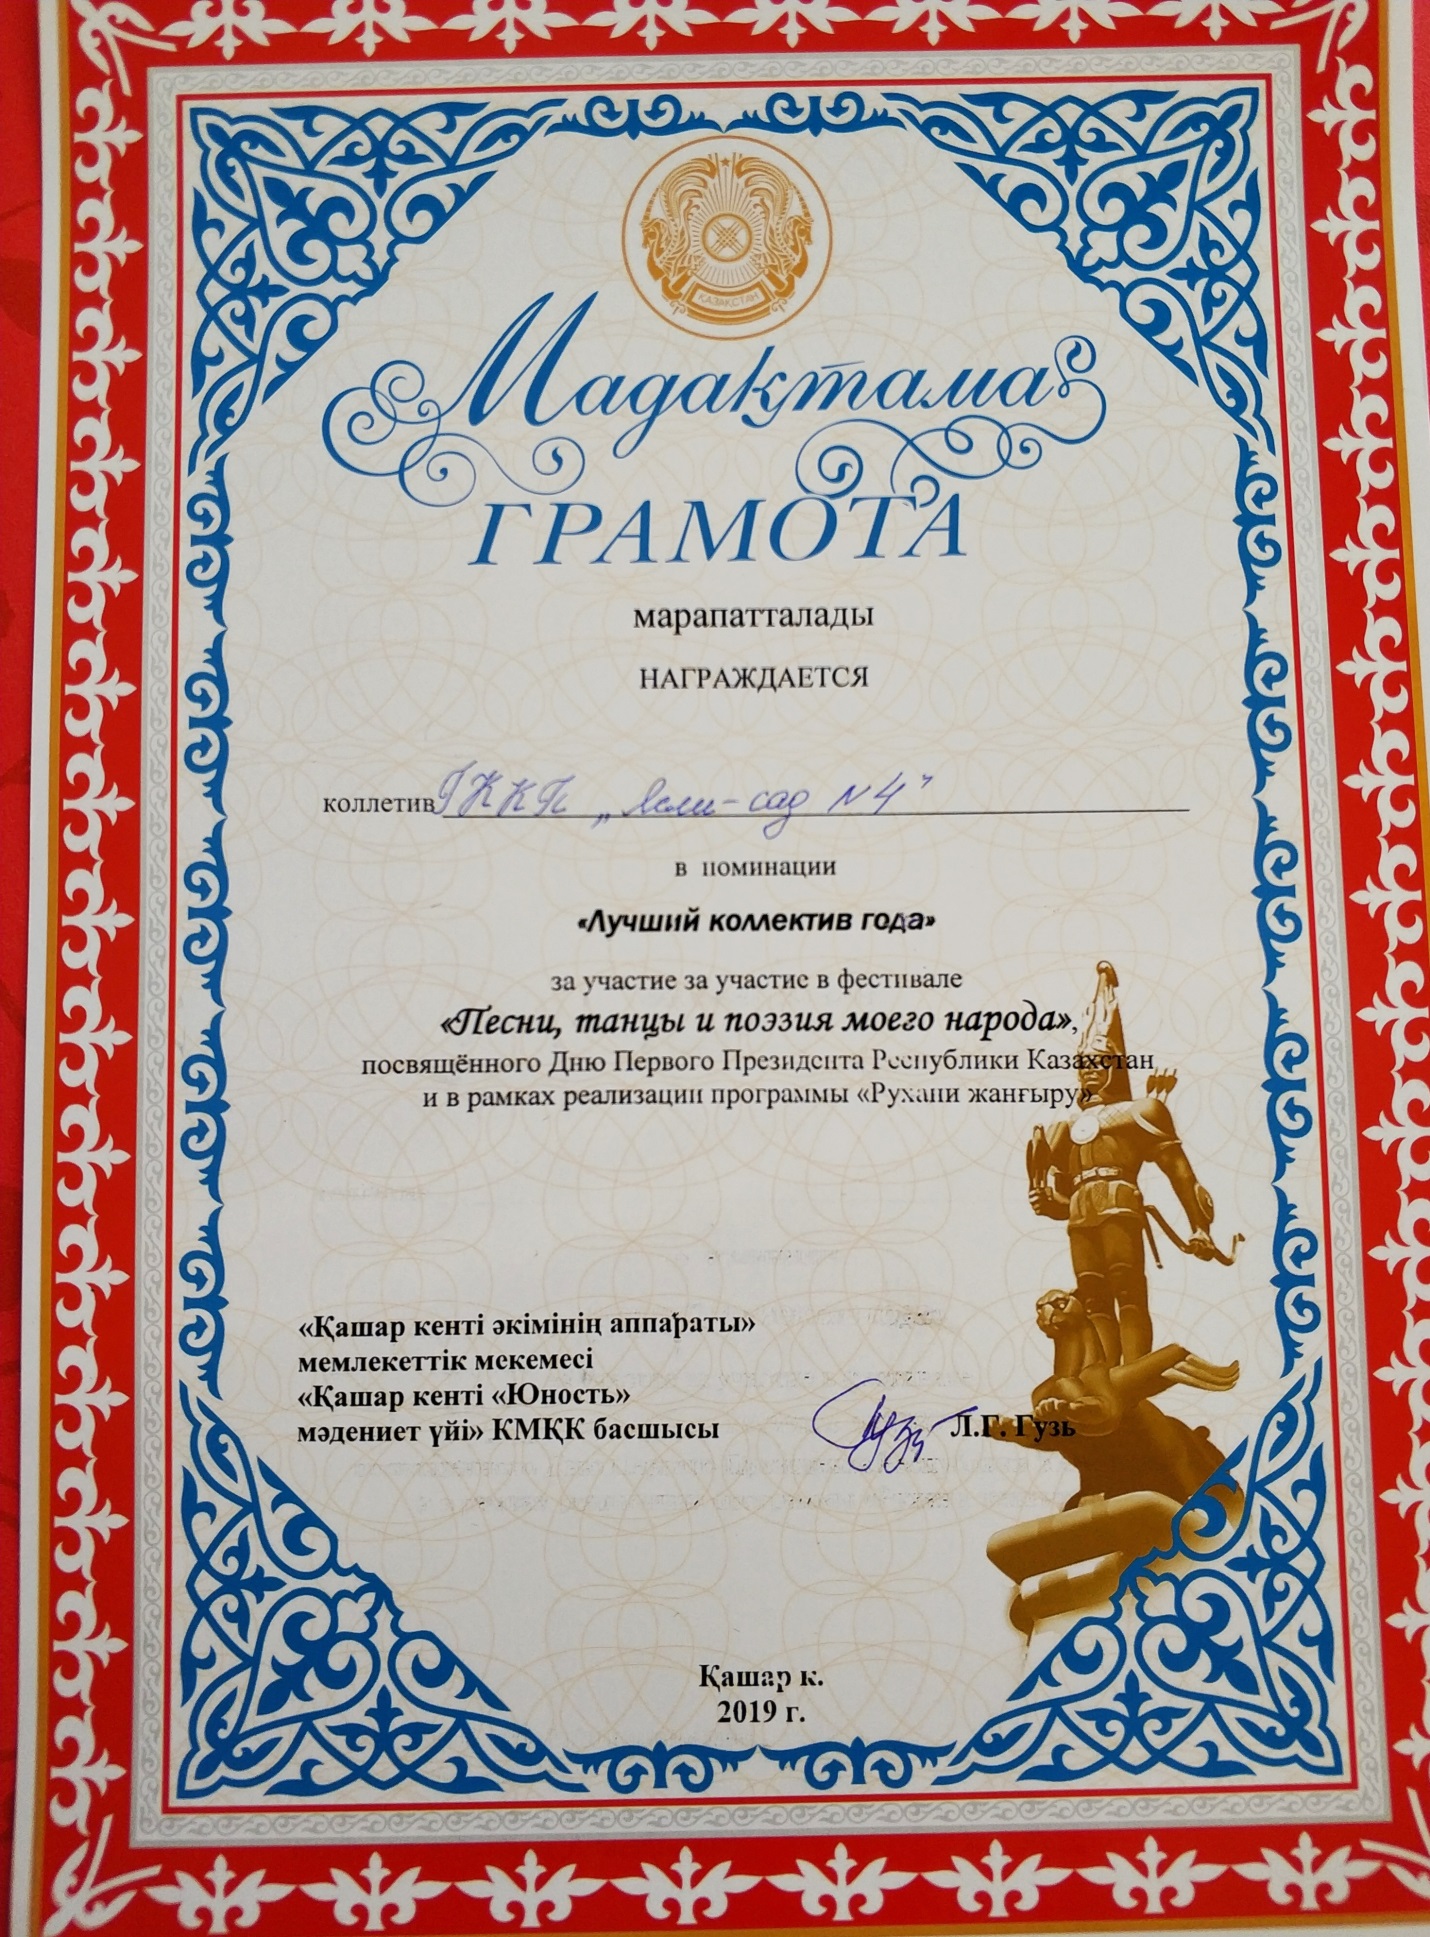 ҚАЗАҚСТАН
Мадақтама
ГРАМОТА
марапатталады
НАГРАЖДАЕТСЯ
коллетив ГККП „Ясли-сад №4"
в номинации
«Лучший коллектив года»
за участие за участие в фестивале
«Песни, танцы и поэзия моего народа»,
посвящённого Дню Первого Президента Республики Казахстан
и в рамках реализации программы «Рухани жанғыру»
«Қашар кенті әкімінің аппараты»
мемлекеттік мекемесі
«Қашар кенті «Юность»
мәдениет үйі» КМҚК басшысы Л.Г. Гузь
Қашар к.
2019 г.